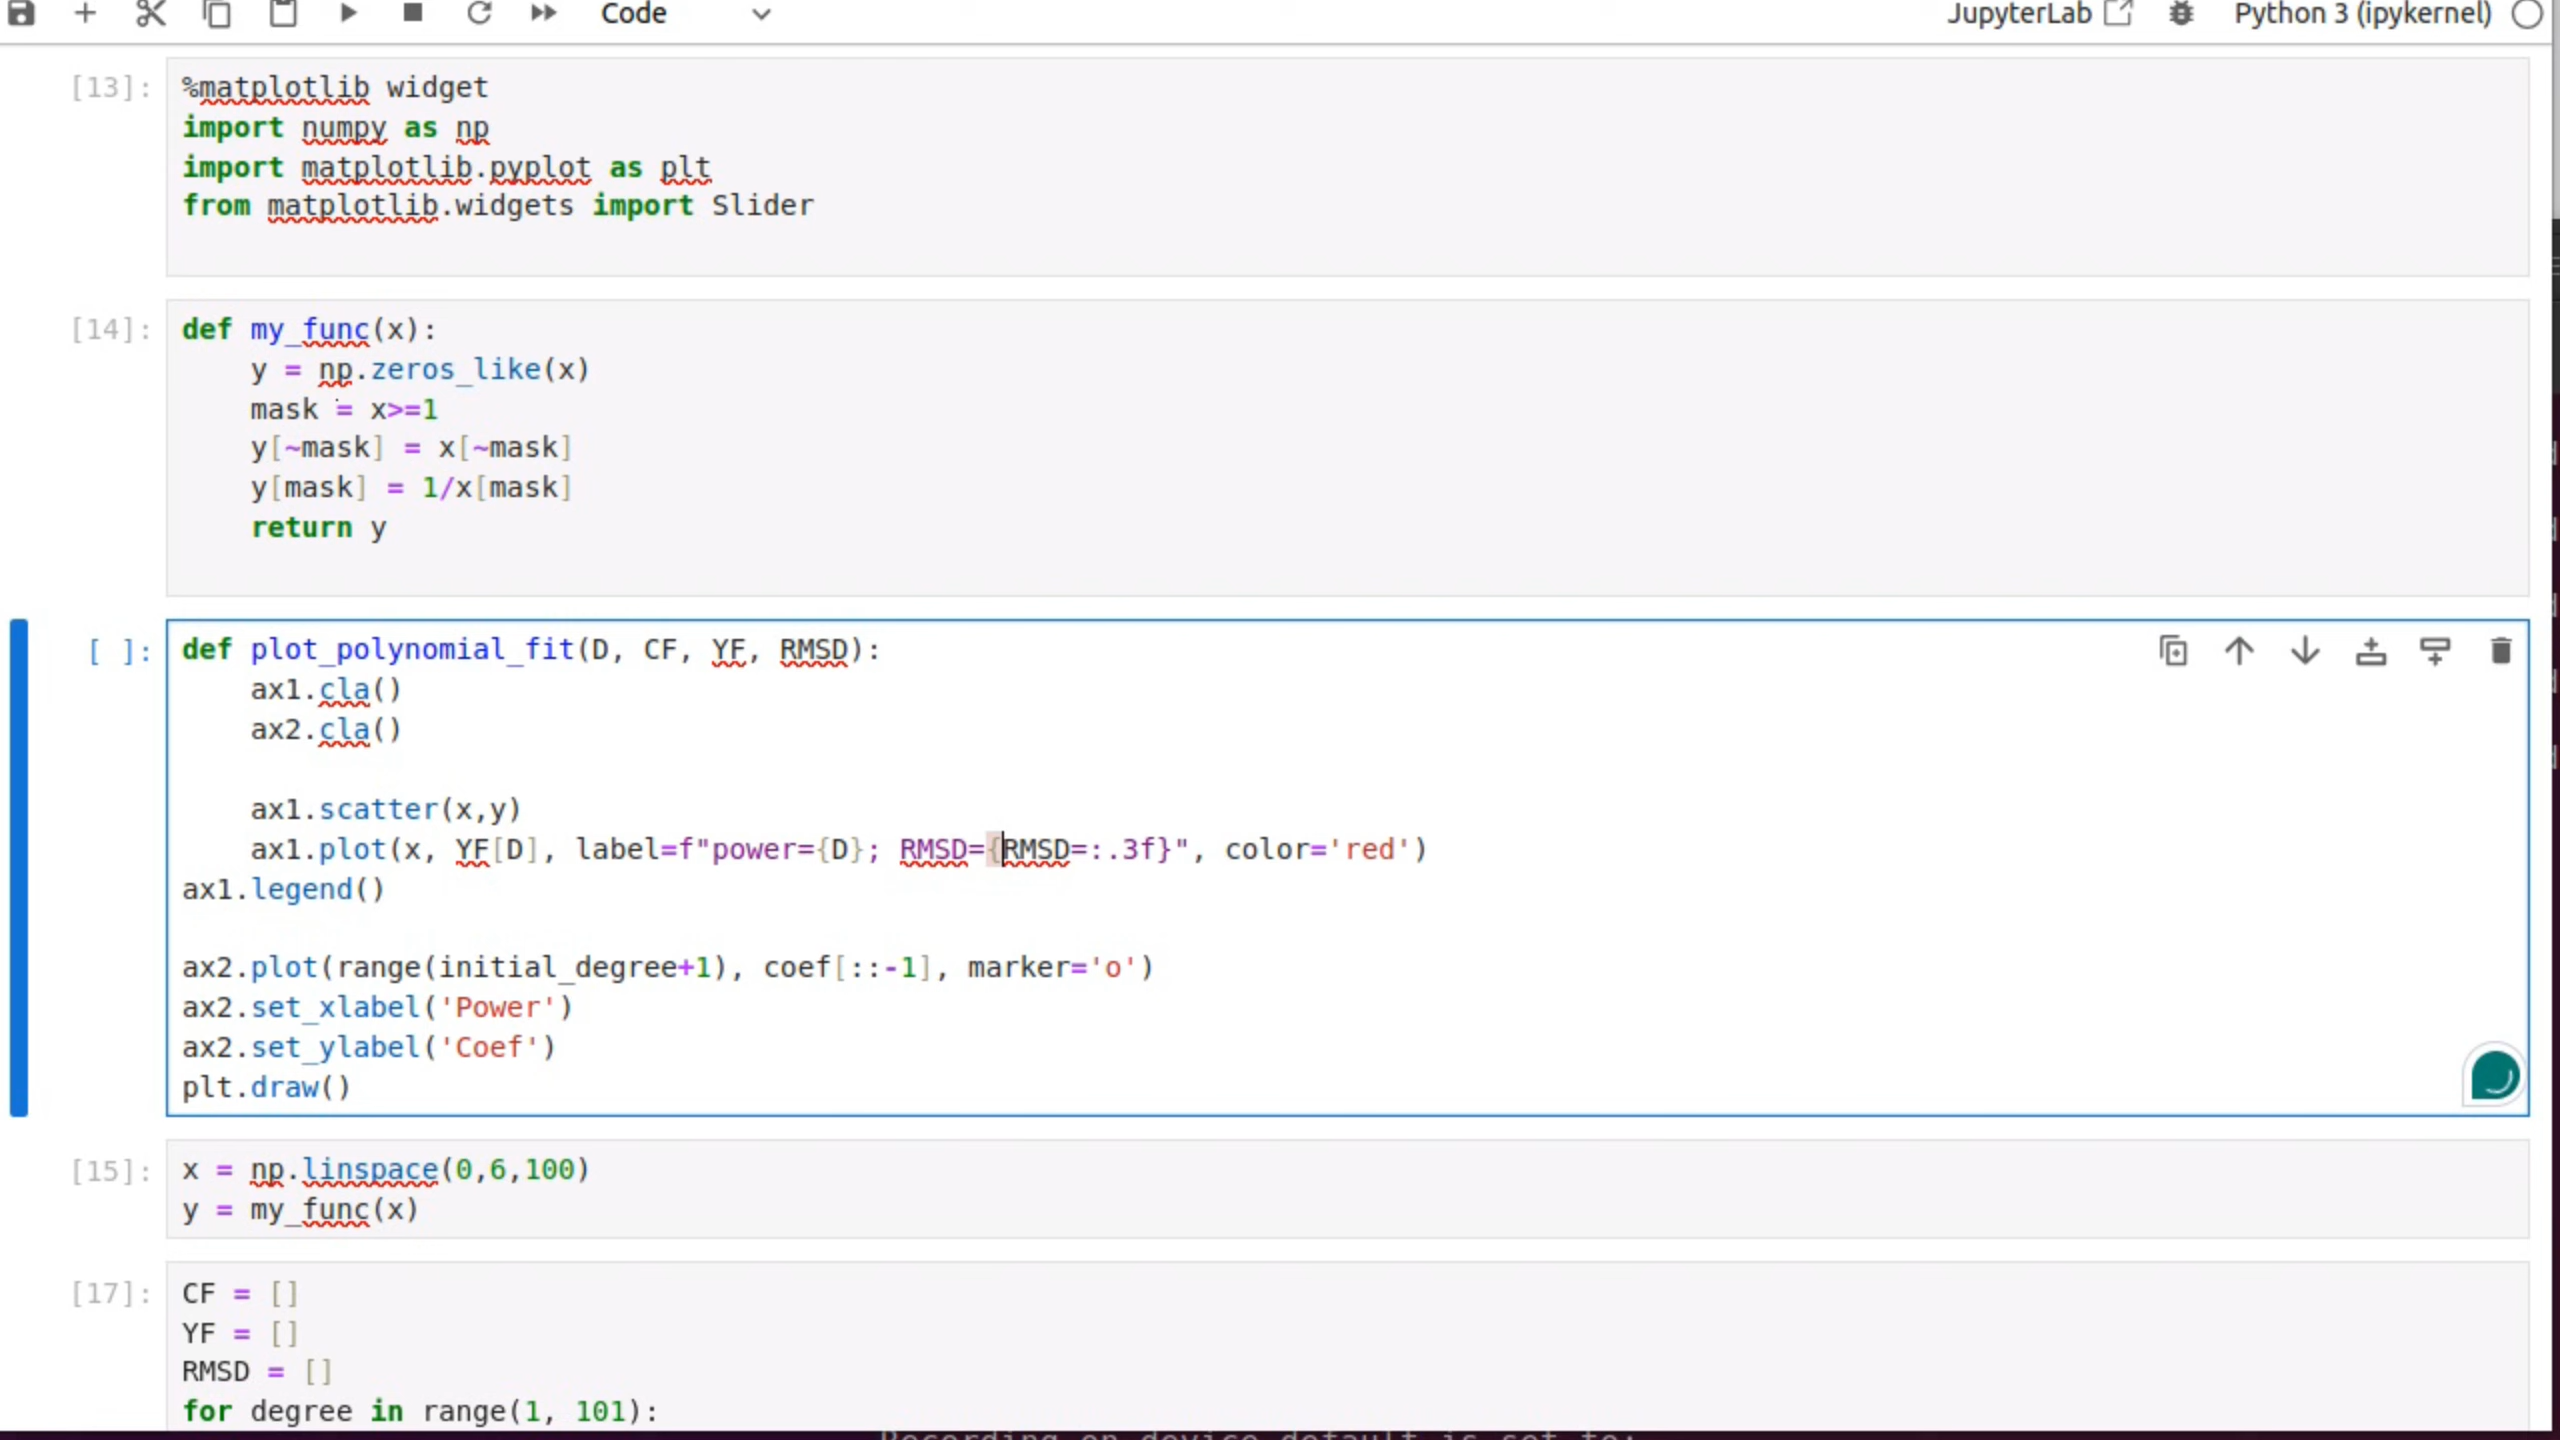 Code
JupyterLab
Python 3 (ipykernel)
[13]:
%matplotlib widget
import numpy as np
import matplotlib.pyplot as plt
from matplotlib.widgets import Slider
[14]:
def my_func(x):
    y = np.zeros_like(x)
    mask = x>=1
    y[~mask] = x[~mask]
    y[mask] = 1/x[mask]
    return y
[ ]:
def plot_polynomial_fit(D, CF, YF, RMSD):
    ax1.cla()
    ax2.cla()
    ax1.scatter(x,y)
    ax1.plot(x, YF[D], label=f"power={D}; RMSD={RMSD=:.3f}", color='red')
ax1.legend()
ax2.plot(range(initial_degree+1), coef[::-1], marker='o')
ax2.set_xlabel('Power')
ax2.set_ylabel('Coef')
plt.draw()
[15]:
x = np.linspace(0,6,100)
y = my_func(x)
[17]:
CF = []
YF = []
RMSD = []
for degree in range(1, 101):